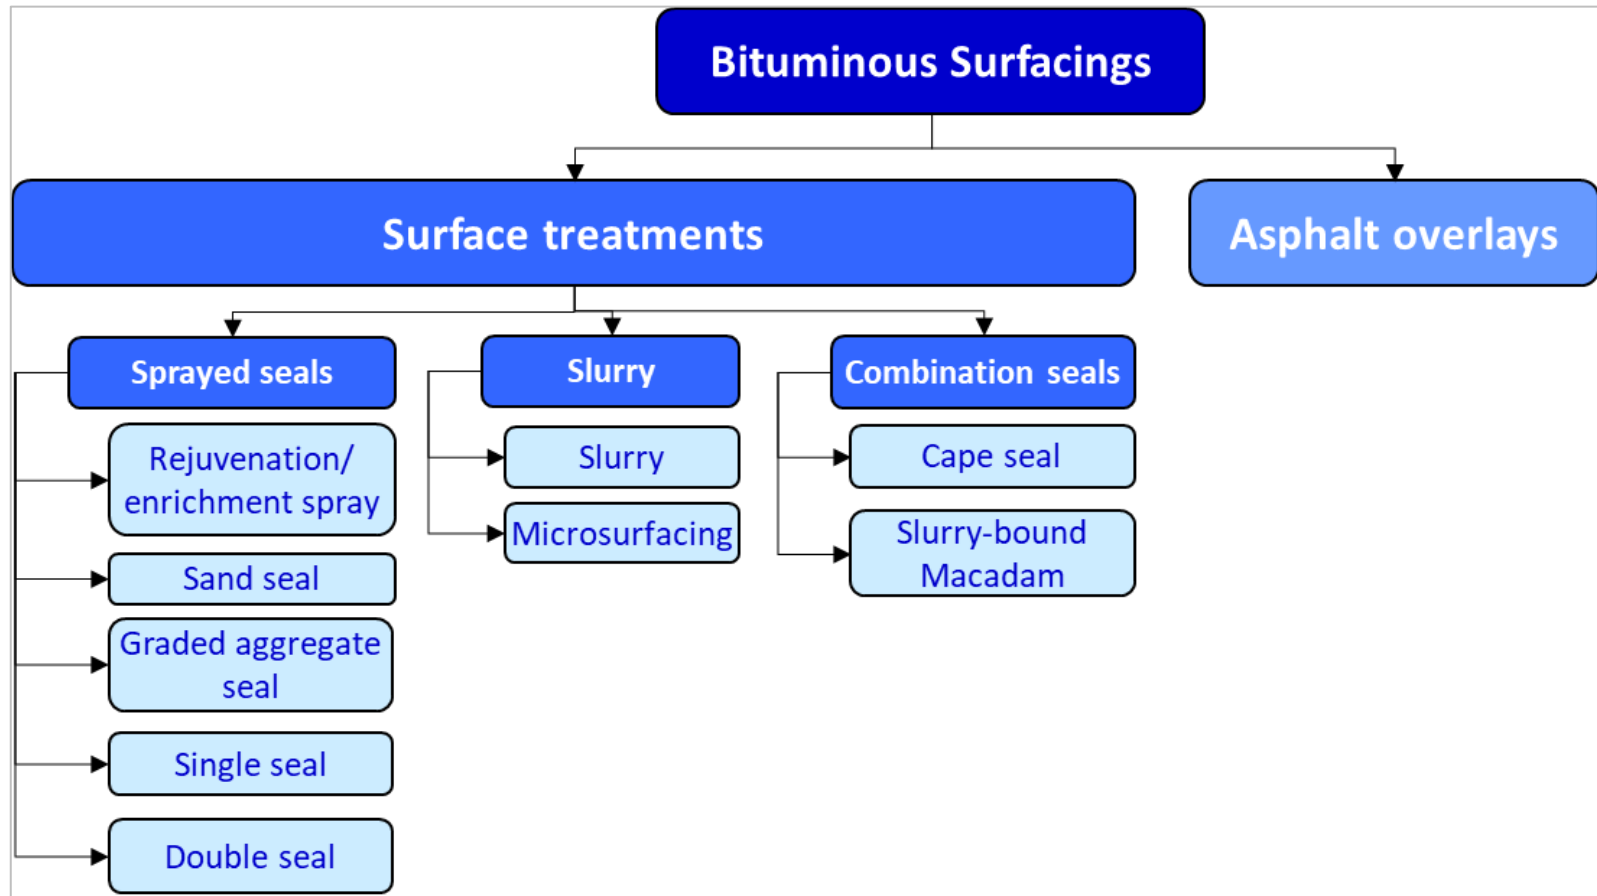 Bituminous Surfacings
Surface treatments
Asphalt overlays
Sprayed seals
Slurry
Combination seals
Rejuvenation/
enrichment spray
Sand seal
Graded aggregate
seal
Single seal
Double seal
Slurry
Microsurfacing
Cape seal
Slurry-bound
Macadam